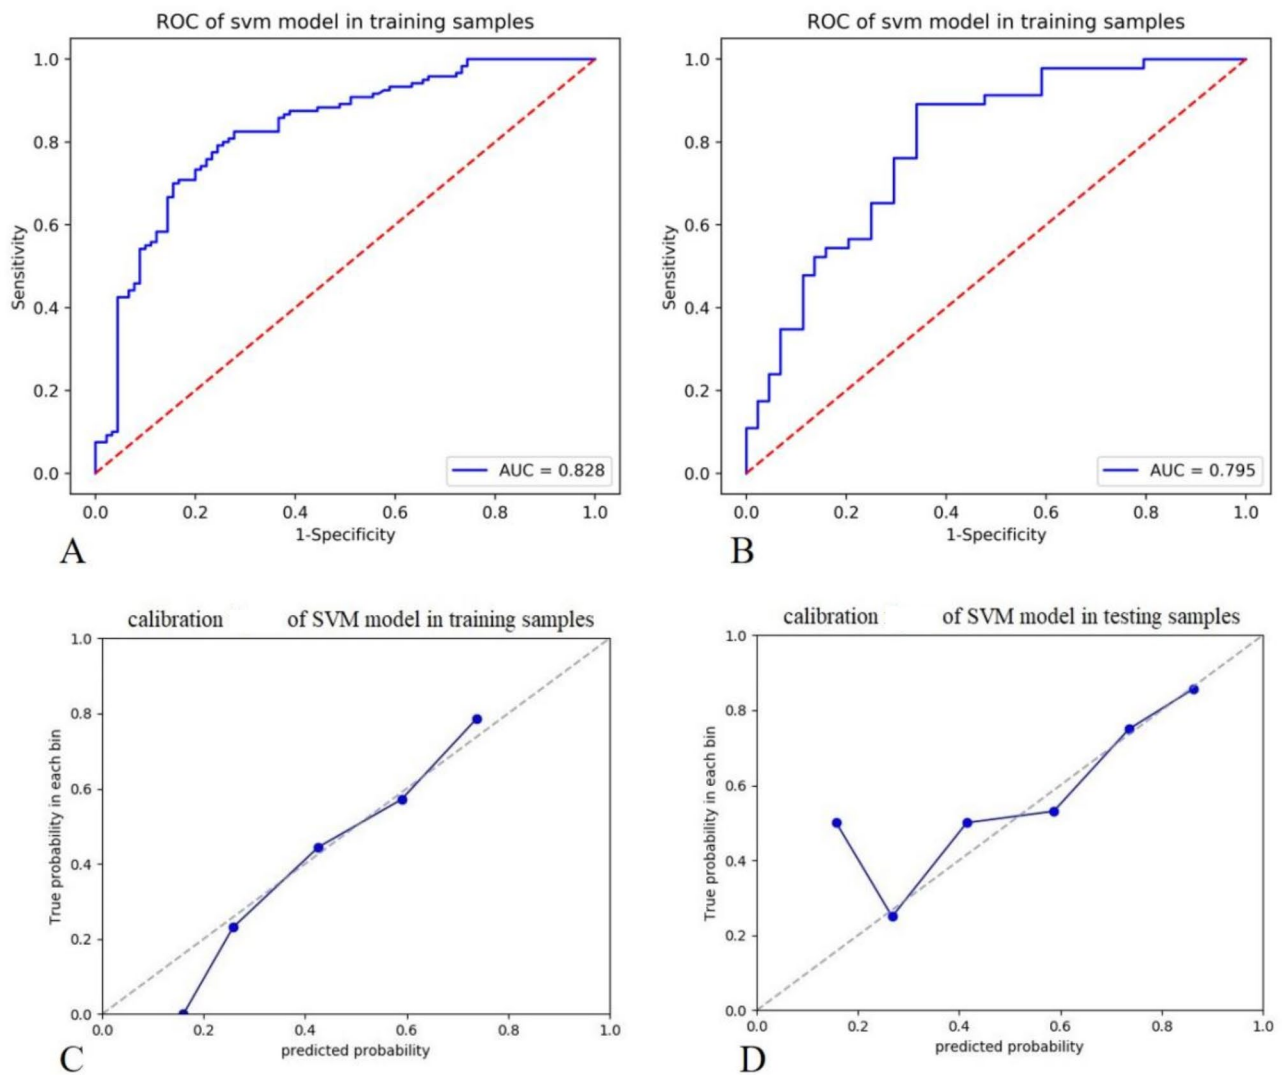 ROC of svm model in training samples
1.0
0.8
0.6
0.4
0.2
0.0
Sensitivity
AUC = 0.828
0.0 0.2 0.4 0.6 0.8 1.0
1-Specificity
A
ROC of svm model in training samples
1.0
0.8
0.6
0.4
0.2
0.0
Sensitivity
AUC = 0.795
0.0 0.2 0.4 0.6 0.8 1.0
1-Specificity
B
calibration of SVM model in training samples
1.0
0.8
0.6
0.4
0.2
0.0
True probability in each bin
0.0 0.2 0.4 0.6 0.8 1.0
predicted probability
C
calibration of SVM model in testing samples
1.0
0.8
0.6
0.4
0.2
0.0
True probability in each bin
0.0 0.2 0.4 0.6 0.8 1.0
predicted probability
D